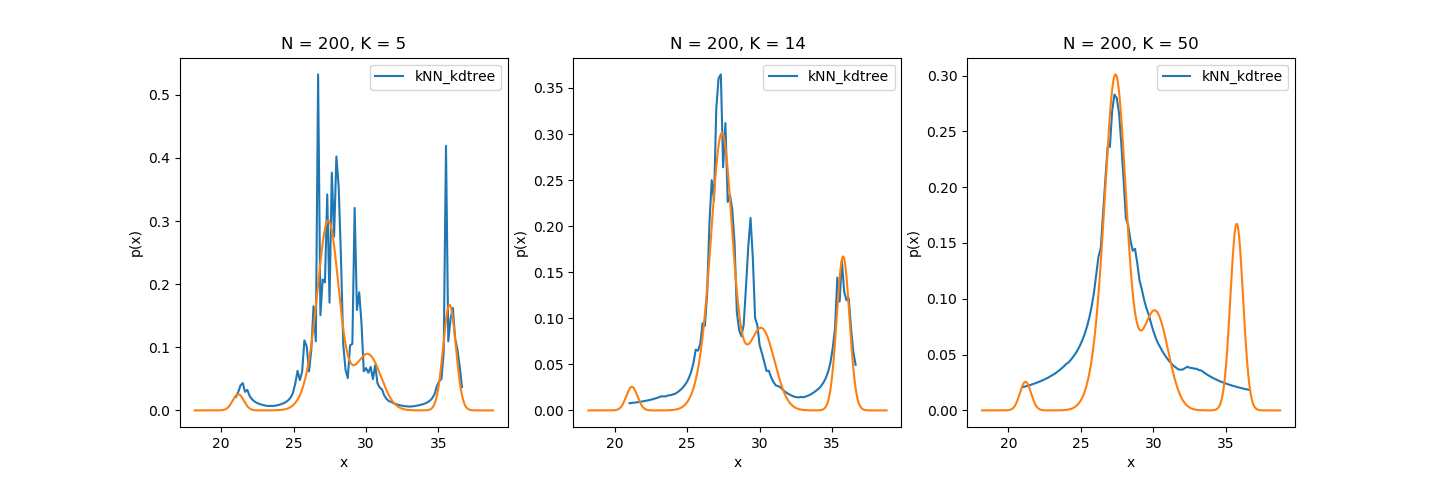 N = 200, K = 5
kNN_kdtree
p(x)
0.5
0.4
0.3
0.2
0.1
0.0
20
25
30
35
x
N = 200, K = 14
kNN_kdtree
p(x)
0.35
0.30
0.25
0.20
0.15
0.10
0.05
0.00
20
25
30
35
x
N = 200, K = 50
kNN_kdtree
p(x)
0.30
0.25
0.20
0.15
0.10
0.05
0.00
20
25
30
35
x